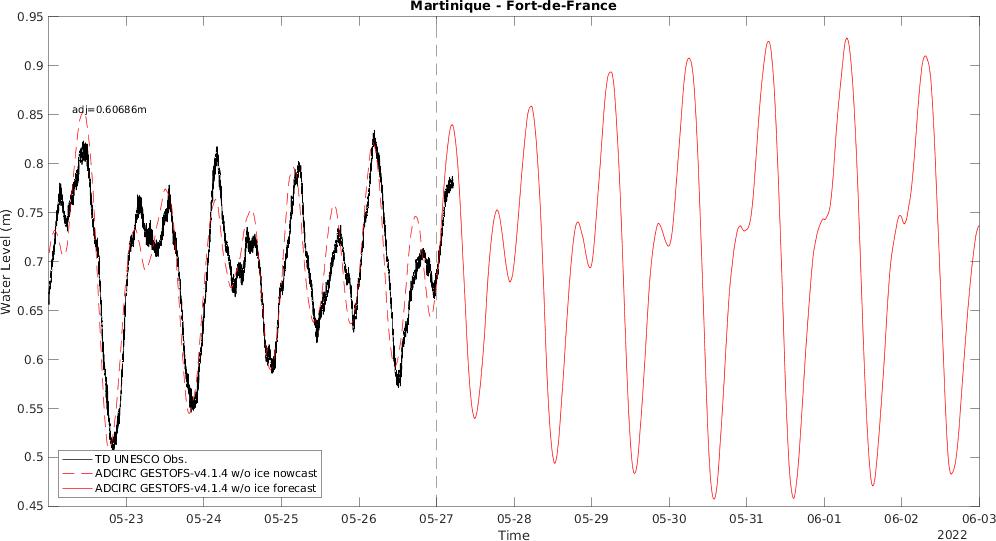 Martinique - Fort-de-France
0.95
0.9
0.85
0.8
0.75
0.7
0.65
0.6
0.55
0.5
0.45
Water Level (m)
adj=0.60686m
TD UNESCO Obs.
ADCIRC GESTOFS-v4.1.4 w/o ice nowcast
ADCIRC GESTOFS-v4.1.4 w/o ice forecast
05-23 05-24 05-25 05-26 05-27 05-28 05-29 05-30 05-31 06-01 06-02 06-03
Time
2022